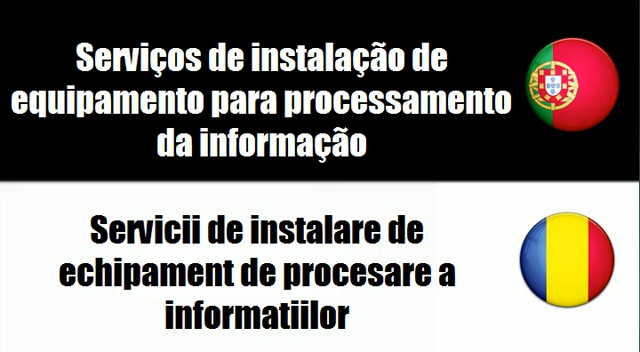 Serviços de instalação de
equipamento para processamento
da informação
Servicii de instalare de
echipament de procesare a
informatiilor